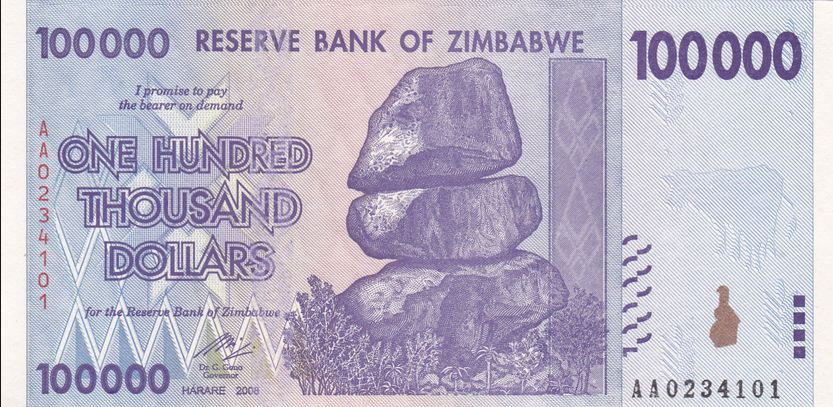 100000 RESERVE BANK OF ZIMBABWE 100000
I promise to pay
the bearer on demand
AA0234101
ONE HUNDRED
THOUSAND
DOLLARS
for the Reserve Bank of Zimbabwe
Dr. G. Gono
Governor
100000 HARARE 2008
AA0234101